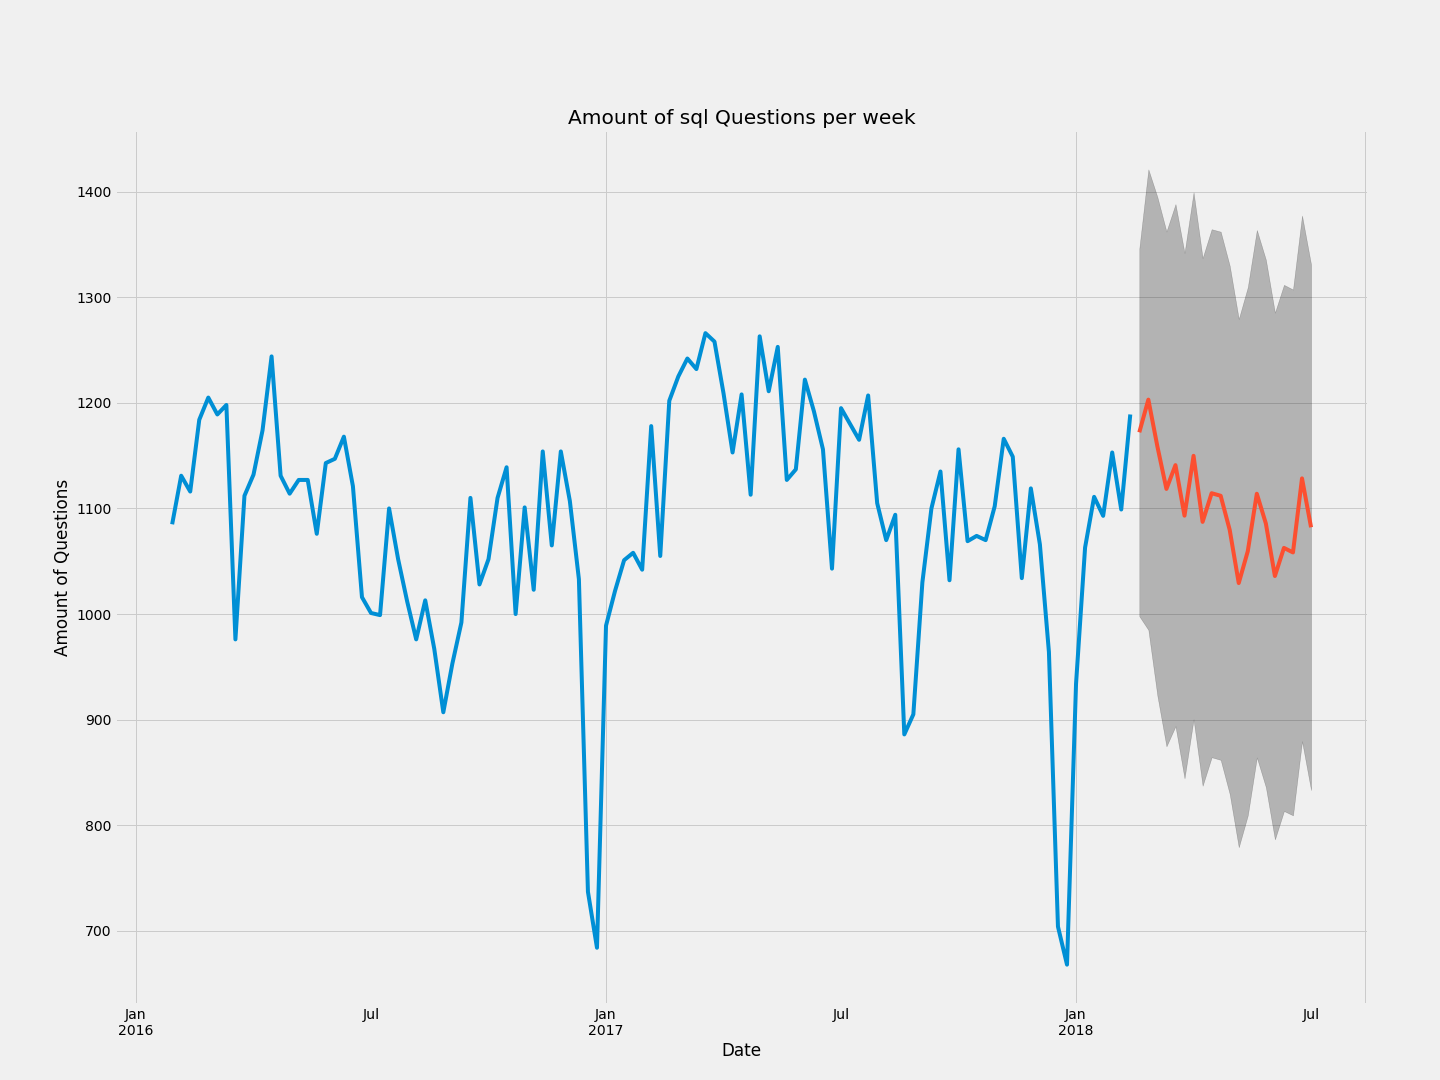 Amount of sql Questions per week
1400
1300
1200
1100
1000
900
800
700
Amount of Questions
Jan
2016
Jul
Jan
2017
Jul
Jan
2018
Jul
Date